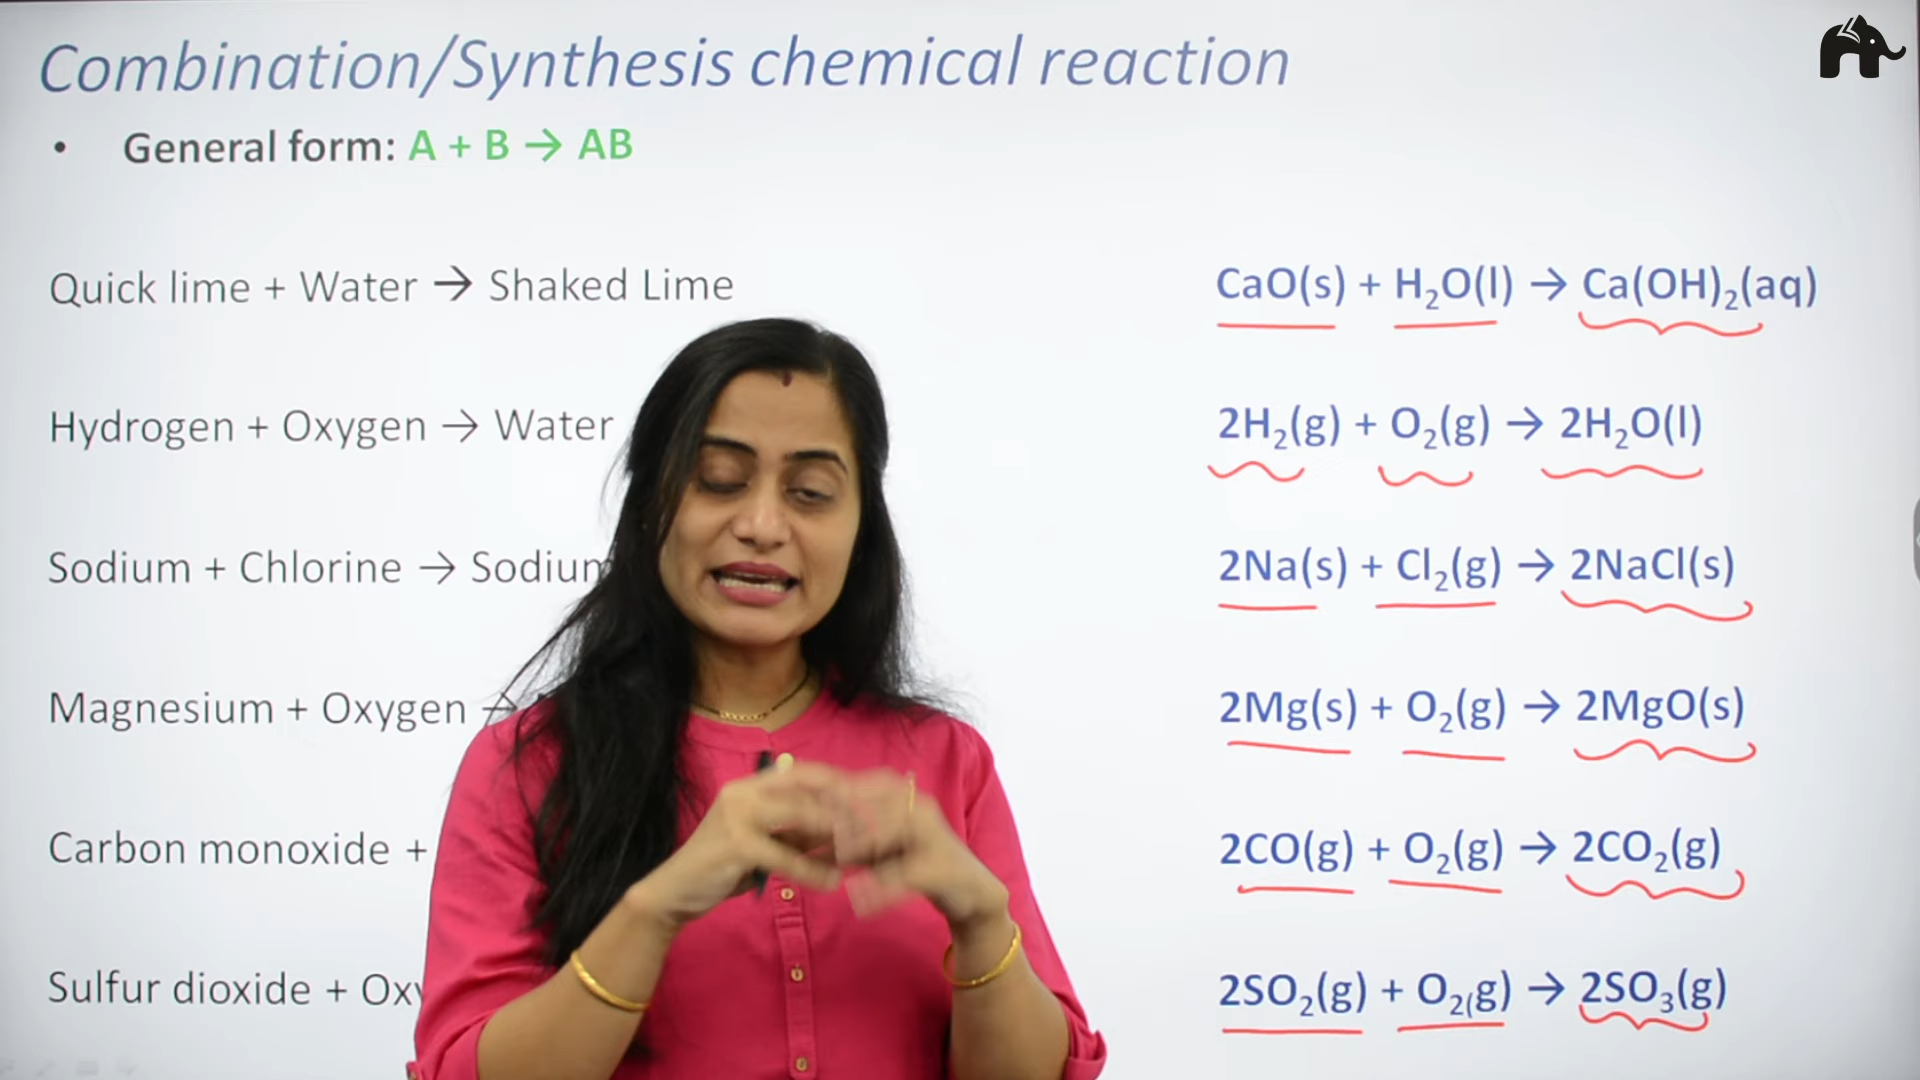 Combination/Synthesis chemical reaction
• General form: A + B → AB
Quick lime + Water → Shaked Lime
CaO(s) + H₂O(l) → Ca(OH)₂(aq)
Hydrogen + Oxygen → Water
2H₂(g) + O₂(g) → 2H₂O(l)
Sodium + Chlorine → Sodium
2Na(s) + Cl₂(g) → 2NaCl(s)
Magnesium + Oxygen →
2Mg(s) + O₂(g) → 2MgO(s)
Carbon monoxide +
2CO(g) + O₂(g) → 2CO₂(g)
Sulfur dioxide +
2SO₂(g) + O₂₍g) → 2SO₃(g)